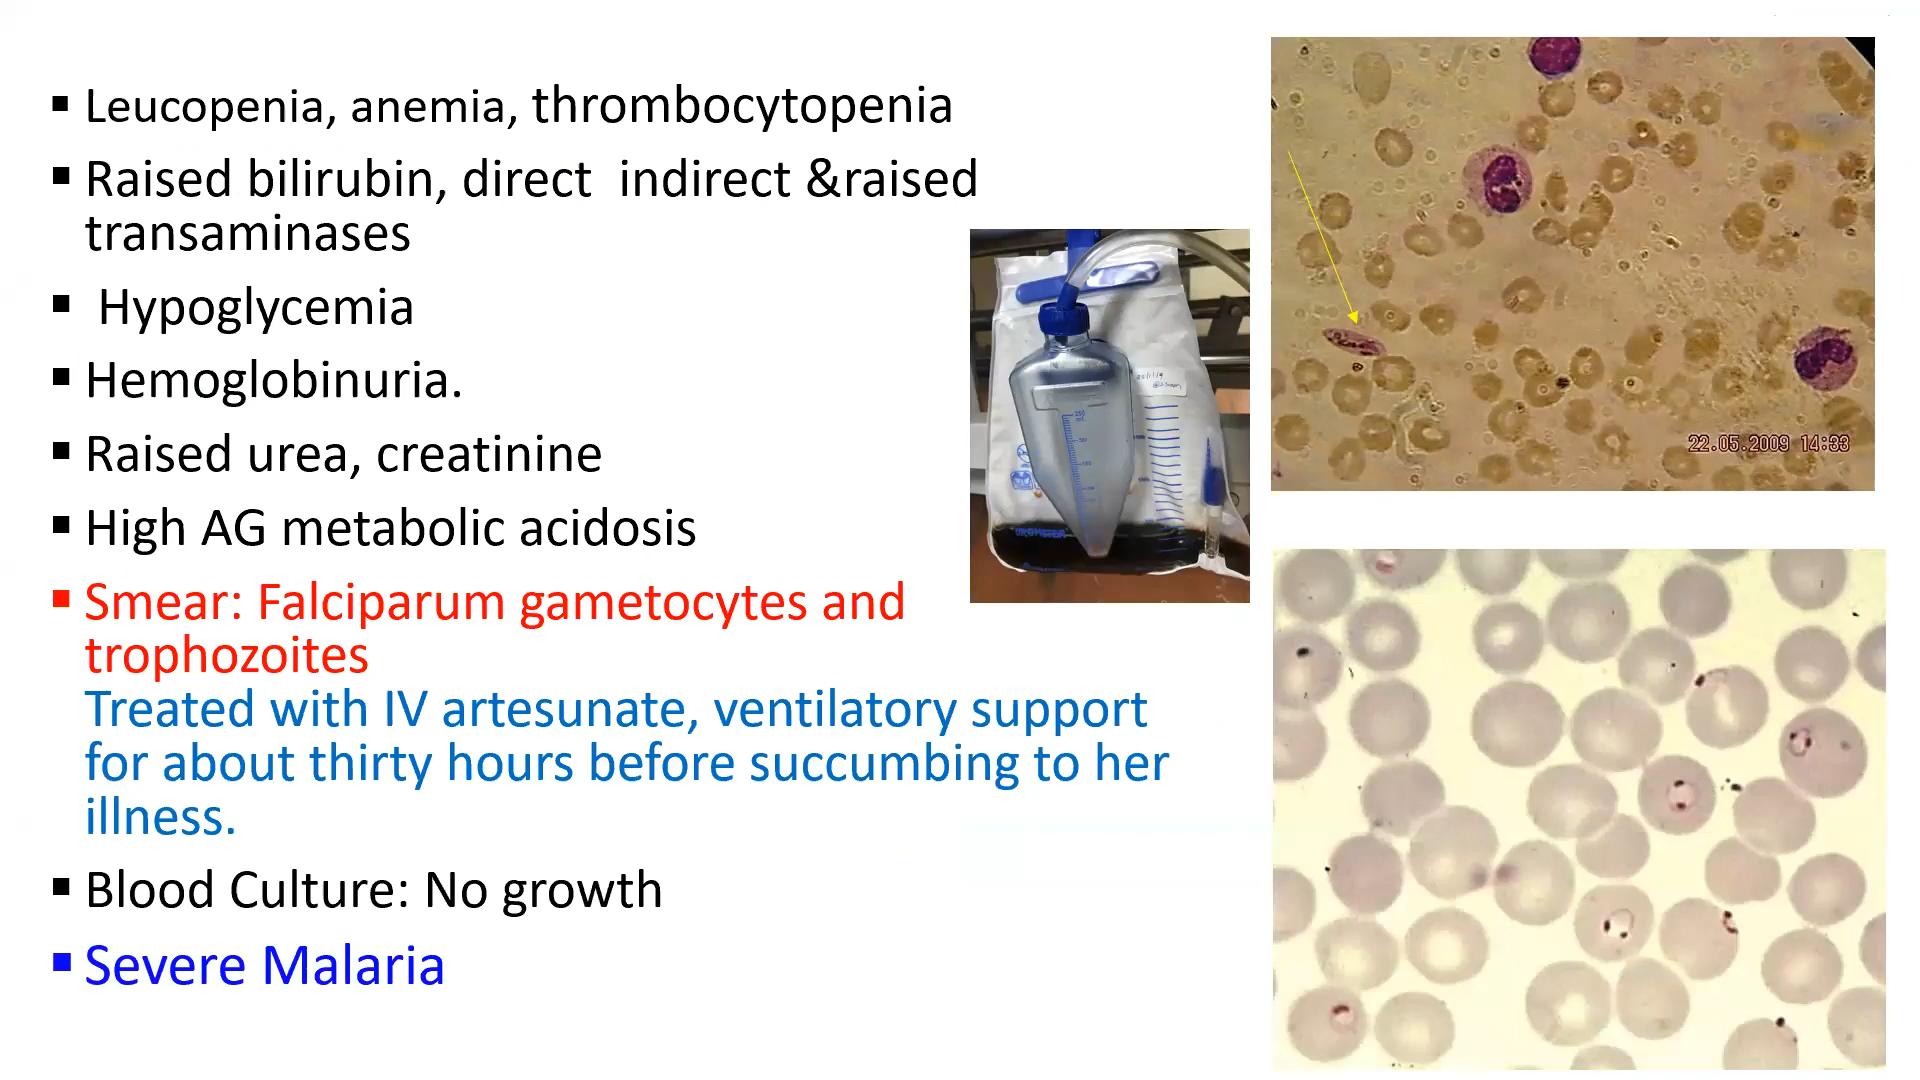 ▪ Leucopenia, anemia, thrombocytopenia
▪ Raised bilirubin, direct  indirect &raised
transaminases
▪ Hypoglycemia
▪ Hemoglobinuria.
▪ Raised urea, creatinine
▪ High AG metabolic acidosis
▪ Smear: Falciparum gametocytes and
trophozoites
Treated with IV artesunate, ventilatory support
for about thirty hours before succumbing to her
illness.
▪ Blood Culture: No growth
▪ Severe Malaria
22.05.2009 14:33